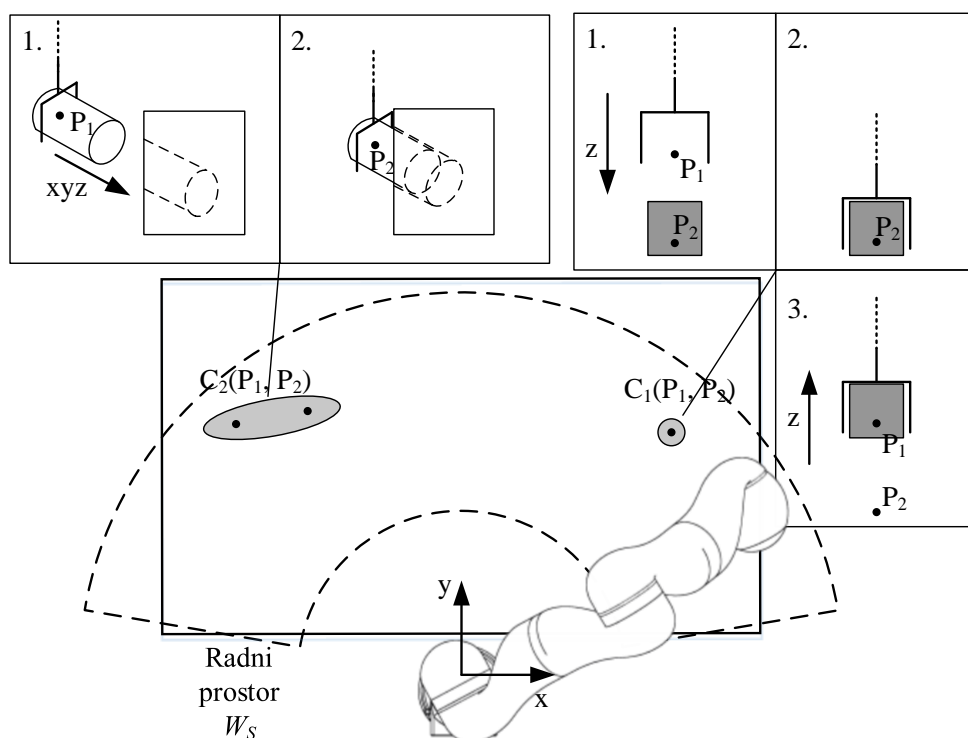 1.
2.
P₁
xyz
P₂
1.
2.
z
P₁
P₂
P₂
3.
z
P₁
P₂
C₂(P₁, P₂)
C₁(P₁, P₂)
y
x
Radni
prostor
W_S